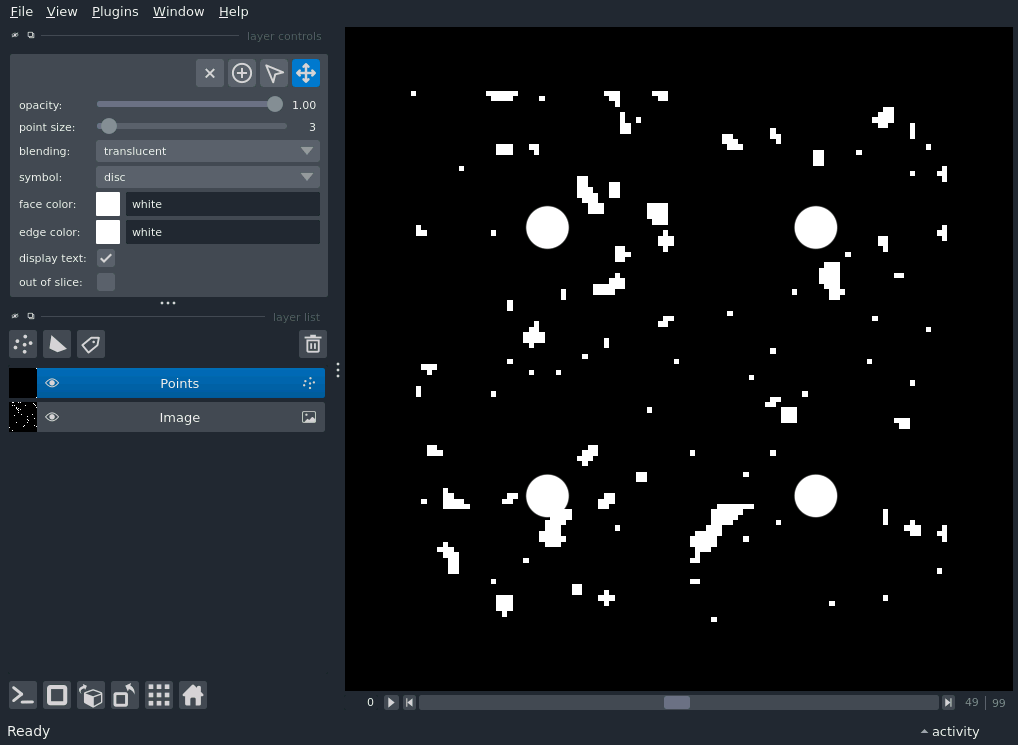 File View Plugins Window Help
layer controls
opacity: 1.00
point size: 3
blending: translucent
symbol: disc
face color: white
edge color: white
display text:
out of slice:
layer list
Points
Image
0 49 99
Ready activity